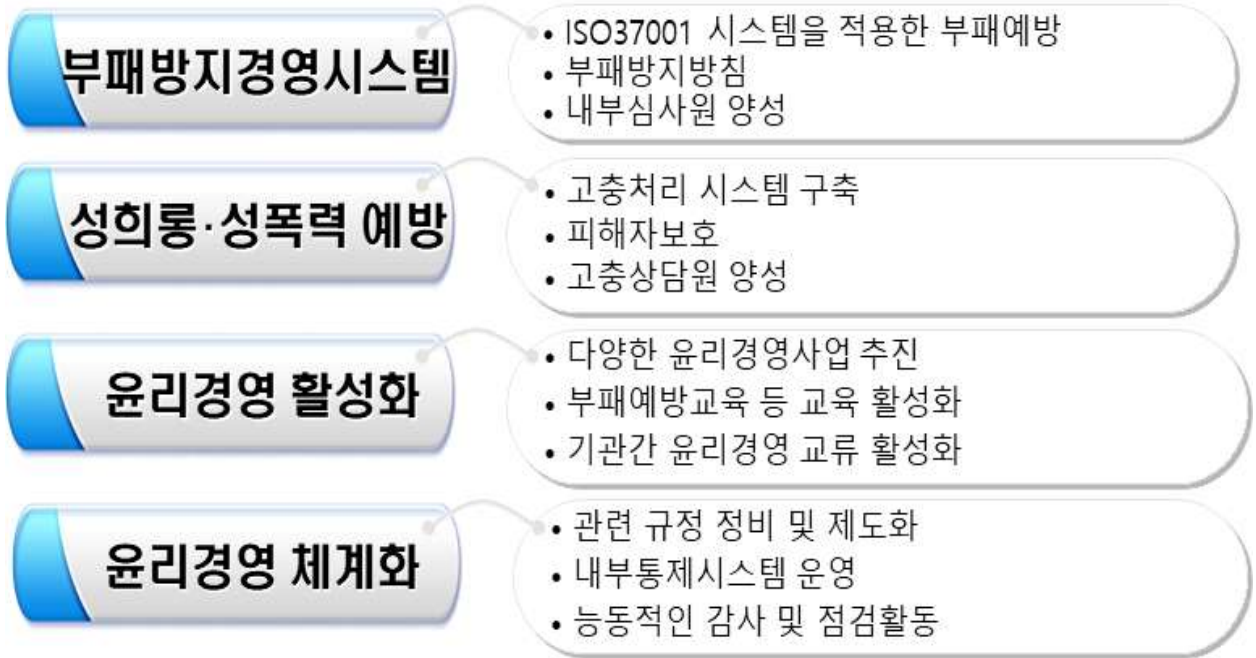 부패방지경영시스템
• ISO37001 시스템을 적용한 부패예방
• 부패방지방침
• 내부심사원 양성
성희롱·성폭력 예방
• 고충처리 시스템 구축
• 피해자보호
• 고충상담원 양성
윤리경영 활성화
• 다양한 윤리경영사업 추진
• 부패예방교육 등 교육 활성화
• 기관간 윤리경영 교류 활성화
윤리경영 체계화
• 관련 규정 정비 및 제도화
• 내부통제시스템 운영
• 능동적인 감사 및 점검활동